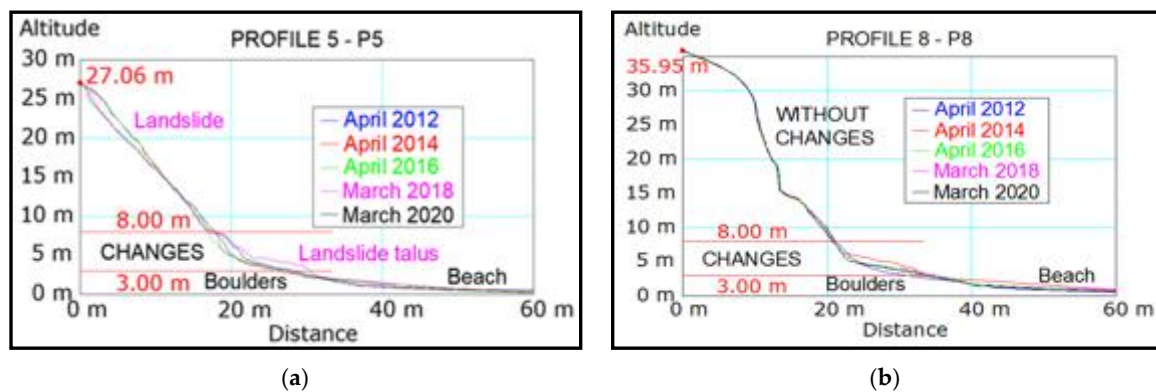 Altitude
PROFILE 5 - P5
30 m
27.06 m
25 m
Landslide
20 m
15 m
10 m
5 m
0 m
April 2012
April 2014
April 2016
March 2018
March 2020
8.00 m
CHANGES
3.00 m
Landslide talus
Boulders
Beach
0 m
20 m
40 m
60 m
Distance
(a)
Altitude
PROFILE 8 - P8
35.95 m
30 m
20 m
15 m
10 m
5 m
0 m
WITHOUT
CHANGES
April 2012
April 2014
April 2016
March 2018
March 2020
8.00 m
CHANGES
3.00 m
Boulders
Beach
0 m
20 m
40 m
60 m
Distance
(b)